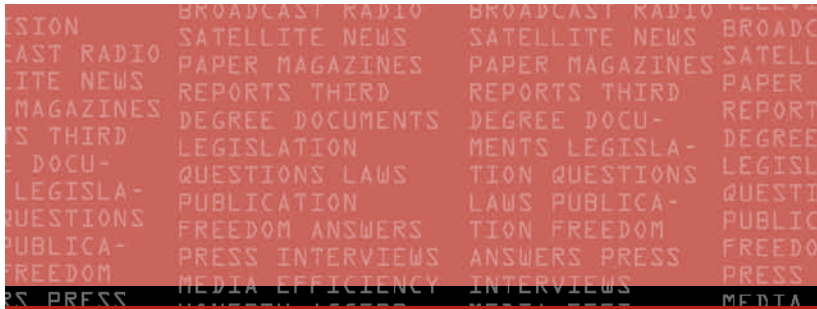 ISION
CAST RADIO
LITE NEWS
MAGAZINES
TS THIRD
E DOCU-
LEGISLA-
QUESTIONS
PUBLICA-
FREEDOM
RS PRESS
BROADCAST RADIO
SATELLITE NEWS
PAPER MAGAZINES
REPORTS THIRD
DEGREE DOCUMENTS
LEGISLATION
QUESTIONS LAWS
PUBLICATION
FREEDOM ANSWERS
PRESS INTERVIEWS
MEDIA EFFICIENCY
BROADCAST RADIO
SATELLITE NEWS
PAPER MAGAZINES
REPORTS THIRD
DEGREE DOCU-
MENTS LEGISLA-
TION QUESTIONS
LAWS PUBLICA-
TION FREEDOM
ANSWERS PRESS
INTERVIEWS
BROADC
SATELL
PAPER
REPORT
DEGREE
LEGISL
QUESTI
PUBLIC
FREEDO
PRESS
MEDIA